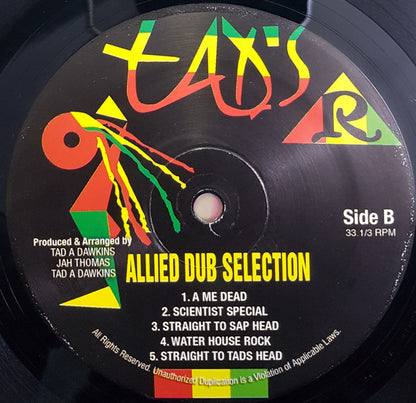 TAD'S
R
Side B
33.1/3 RPM
Produced & Arranged by
TAD A DAWKINS
JAH THOMAS
TAD A DAWKINS
ALLIED DUB SELECTION
1. A ME DEAD
2. SCIENTIST SPECIAL
3. STRAIGHT TO SAP HEAD
4. WATER HOUSE ROCK
5. STRAIGHT TO TADS HEAD
All Rights Reserved. Unauthorized Duplication is a Violation of Applicable Laws.